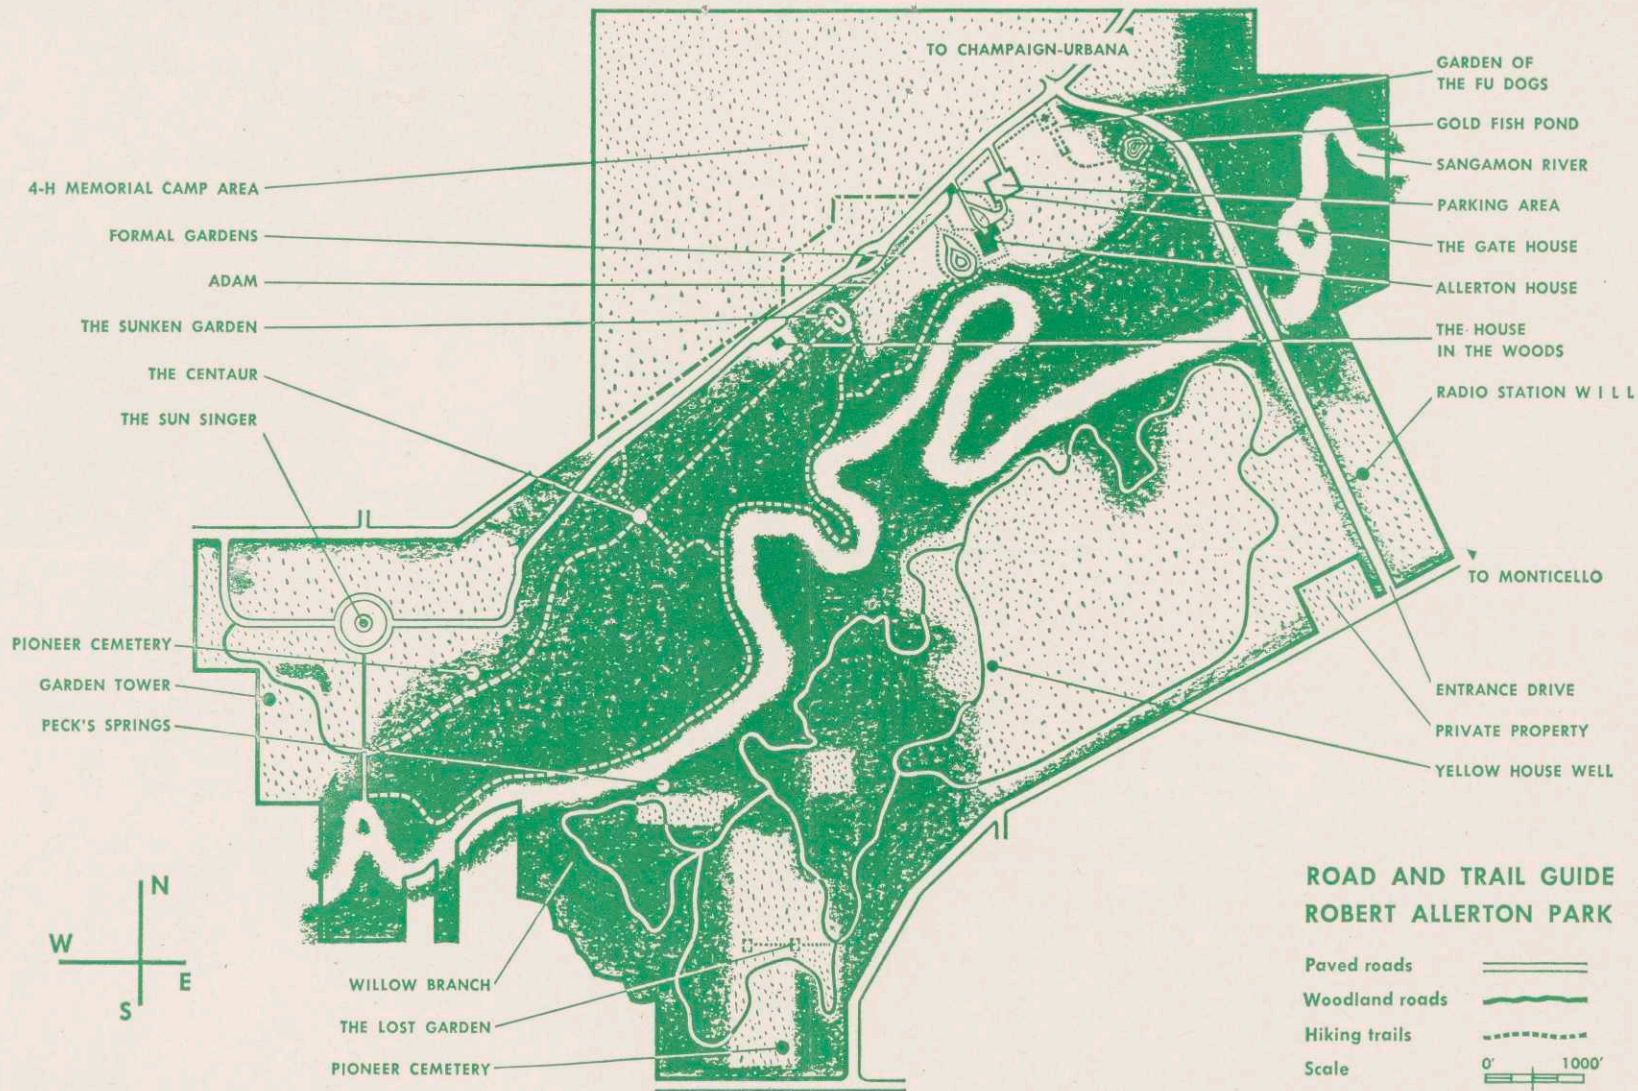 TO CHAMPAIGN-URBANA
4-H MEMORIAL CAMP AREA
FORMAL GARDENS
ADAM
THE SUNKEN GARDEN
THE CENTAUR
THE SUN SINGER
PIONEER CEMETERY
GARDEN TOWER
PECK'S SPRINGS
GARDEN OF
THE FU DOGS
GOLD FISH POND
SANGAMON RIVER
PARKING AREA
THE GATE HOUSE
ALLERTON HOUSE
THE HOUSE
IN THE WOODS
RADIO STATION W I L L
TO MONTICELLO
ENTRANCE DRIVE
PRIVATE PROPERTY
YELLOW HOUSE WELL
N
W
E
S
WILLOW BRANCH
THE LOST GARDEN
PIONEER CEMETERY
ROAD AND TRAIL GUIDE
ROBERT ALLERTON PARK
Paved roads
Woodland roads
Hiking trails
Scale 0' 1000'